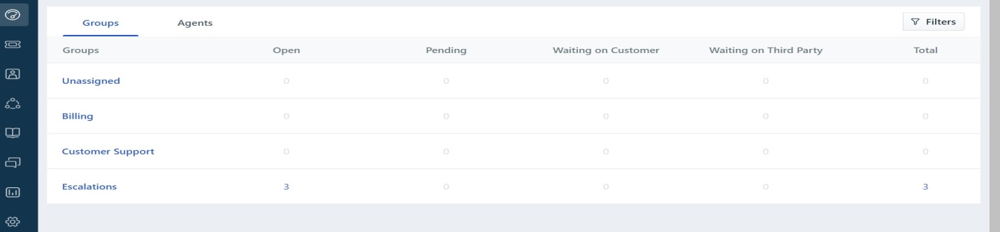 Groups Agents Filters
Groups Open Pending Waiting on Customer Waiting on Third Party Total
Unassigned 0 0 0 0 0
Billing 0 0 0 0 0
Customer Support 0 0 0 0 0
Escalations 3 0 0 0 3